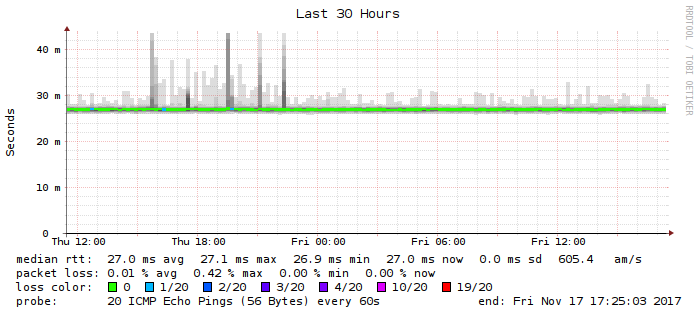 Last 30 Hours
RRDTOOL / TOBI OETIKER
Seconds
40 m
30 m
20 m
10 m
0
Thu 12:00 Thu 18:00 Fri 00:00 Fri 06:00 Fri 12:00
median rtt: 27.0 ms avg 27.1 ms max 26.9 ms min 27.0 ms now 0.0 ms sd 605.4 am/s
packet loss: 0.01 % avg 0.42 % max 0.00 % min 0.00 % now
loss color: 0 1/20 2/20 3/20 4/20 10/20 19/20
probe: 20 ICMP Echo Pings (56 Bytes) every 60s end: Fri Nov 17 17:25:03 2017